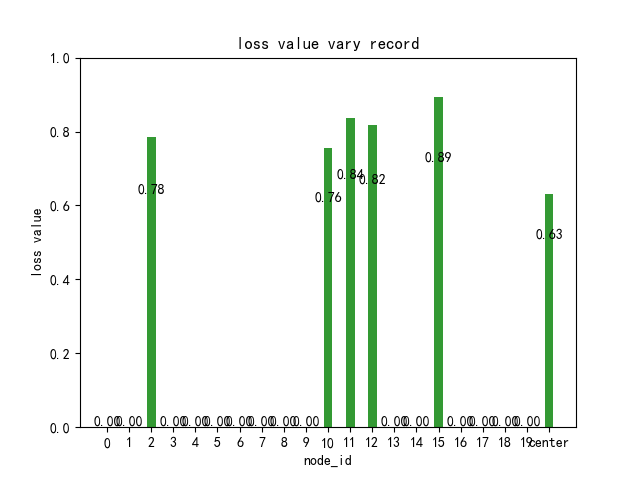 loss value vary record
1.0
0.8
0.6
0.4
0.2
0.0
loss value
0.00 0.00 0.78 0.00 0.00 0.00 0.00 0.00 0.00 0.00 0.76 0.84 0.82 0.00 0.00 0.89 0.00 0.00 0.00 0.00 0.63
0 1 2 3 4 5 6 7 8 9 10 11 12 13 14 15 16 17 18 19 center
node_id